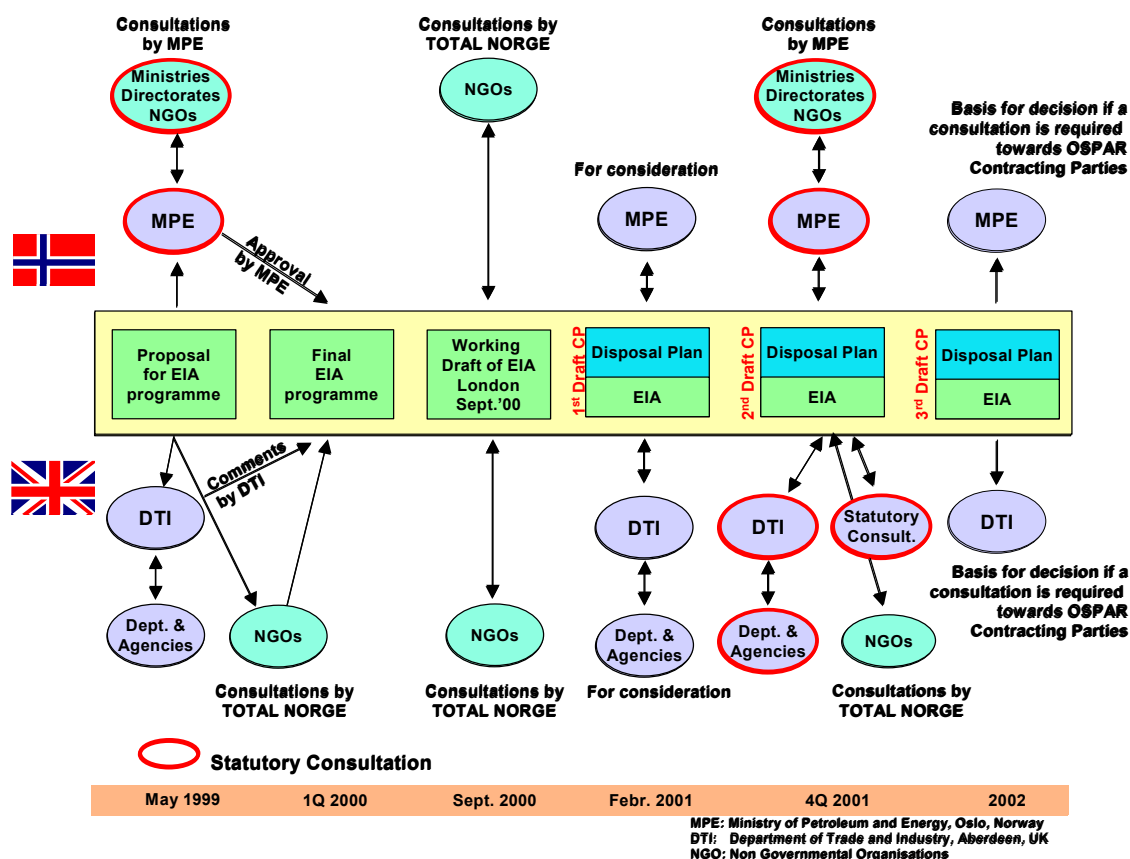 Consultations
by MPE
Ministries
Directorates
NGOs
MPE
Approval
by MPE
Consultations by
TOTAL NORGE
NGOs
For consideration
MPE
Consultations
by MPE
Ministries
Directorates
NGOs
MPE
Basis for decision if a
consultation is required
towards OSPAR
Contracting Parties
MPE
Proposal
for EIA
programme
Final
EIA
programme
Working
Draft of EIA
London
Sept.'00
1st Draft CP
Disposal Plan
EIA
2nd Draft CP
Disposal Plan
EIA
3rd Draft CP
Disposal Plan
EIA
Comments
by DTI
DTI
Dept. &
Agencies
NGOs
Consultations by
TOTAL NORGE
NGOs
Consultations by
TOTAL NORGE
DTI
Dept. &
Agencies
For consideration
DTI
Dept. &
Agencies
Statutory
Consult.
NGOs
Consultations by
TOTAL NORGE
DTI
Basis for decision if a
consultation is required
towards OSPAR
Contracting Parties
Statutory Consultation
May 1999
1Q 2000
Sept. 2000
Febr. 2001
4Q 2001
2002
MPE: Ministry of Petroleum and Energy, Oslo, Norway
DTI: Department of Trade and Industry, Aberdeen, UK
NGO: Non Governmental Organisations